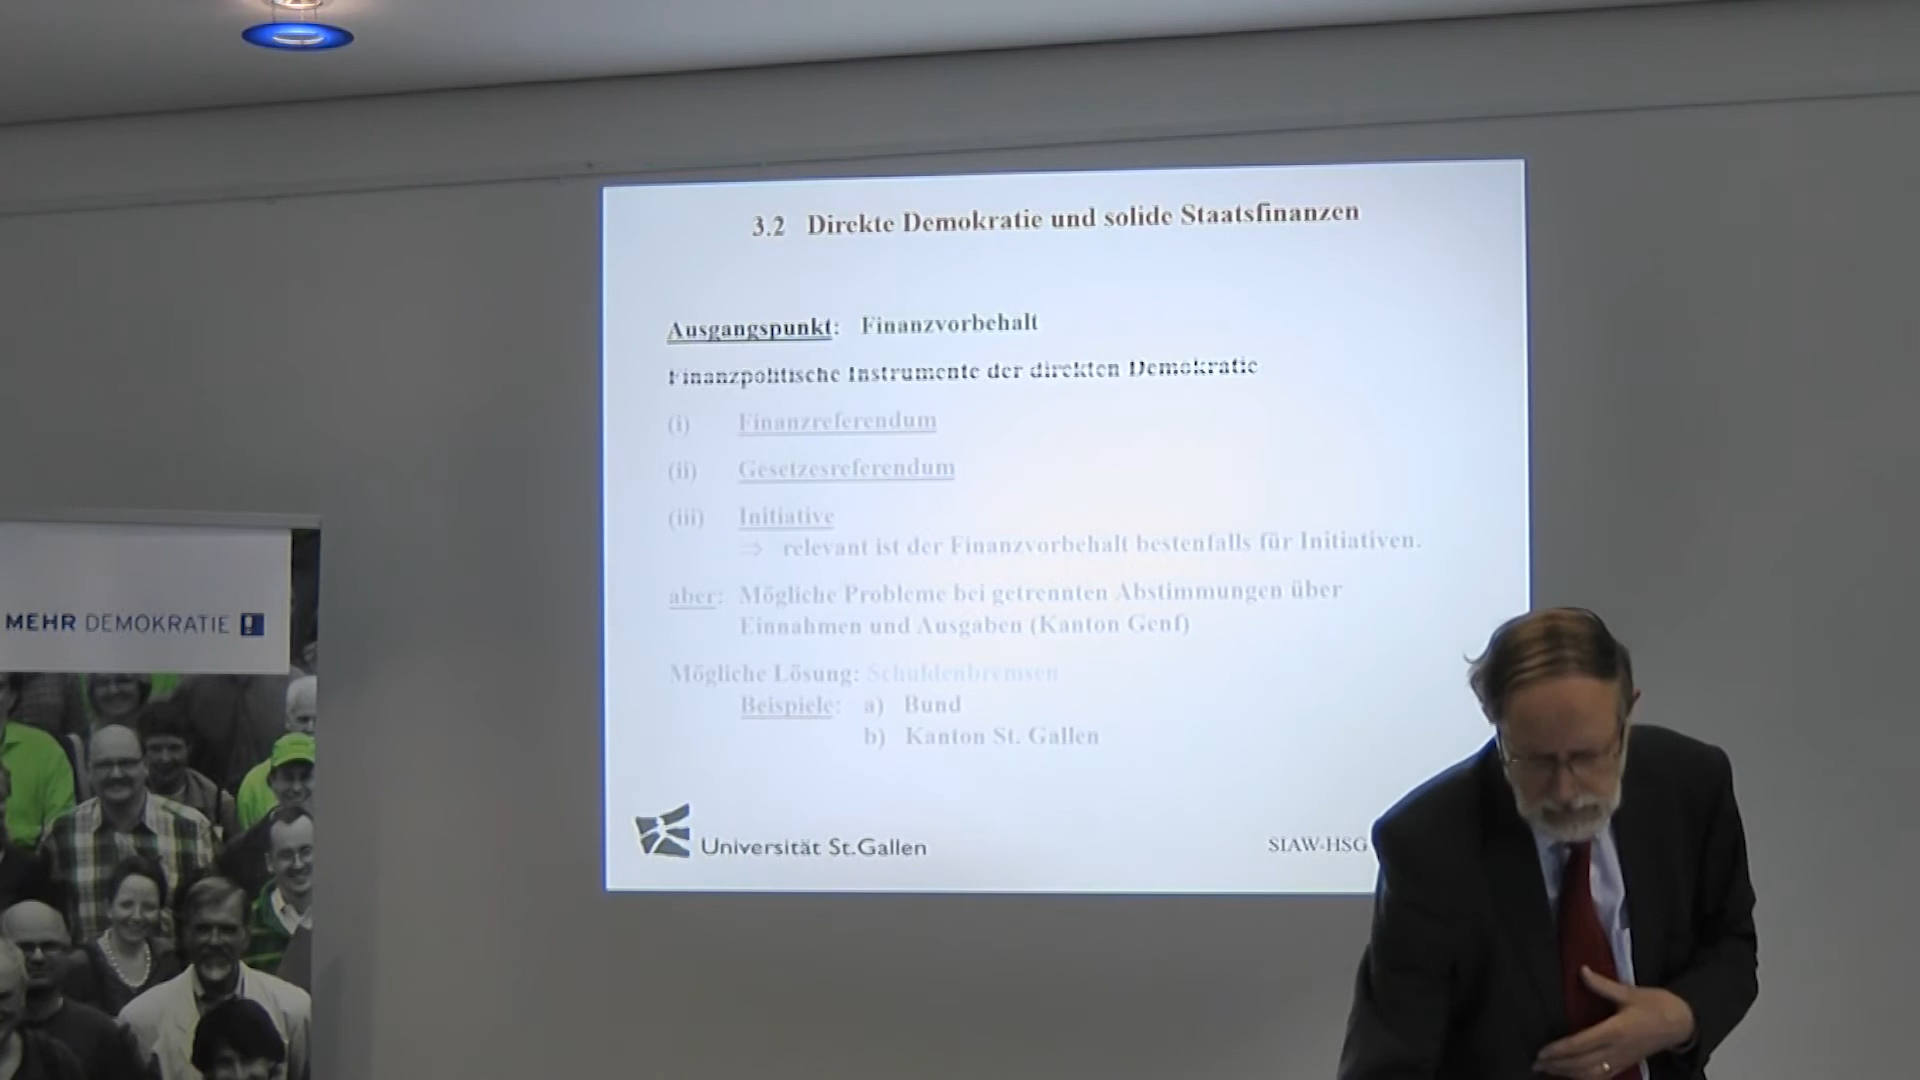 3.2 Direkte Demokratie und solide Staatsfinanzen
Ausgangspunkt: Finanzvorbehalt
Finanzpolitische Instrumente der direkten Demokratie
(i) Finanzreferendum
(ii) Gesetzesreferendum
(iii) Initiative
⇒ relevant ist der Finanzvorbehalt bestenfalls für Initiativen.
aber: Mögliche Probleme bei getrennten Abstimmungen über
Einnahmen und Ausgaben (Kanton Genf)
Mögliche Lösung: Schuldenbremsen
Beispiele: a) Bund
b) Kanton St. Gallen
Universität St.Gallen
SIAW-HSG
MEHR DEMOKRATIE !